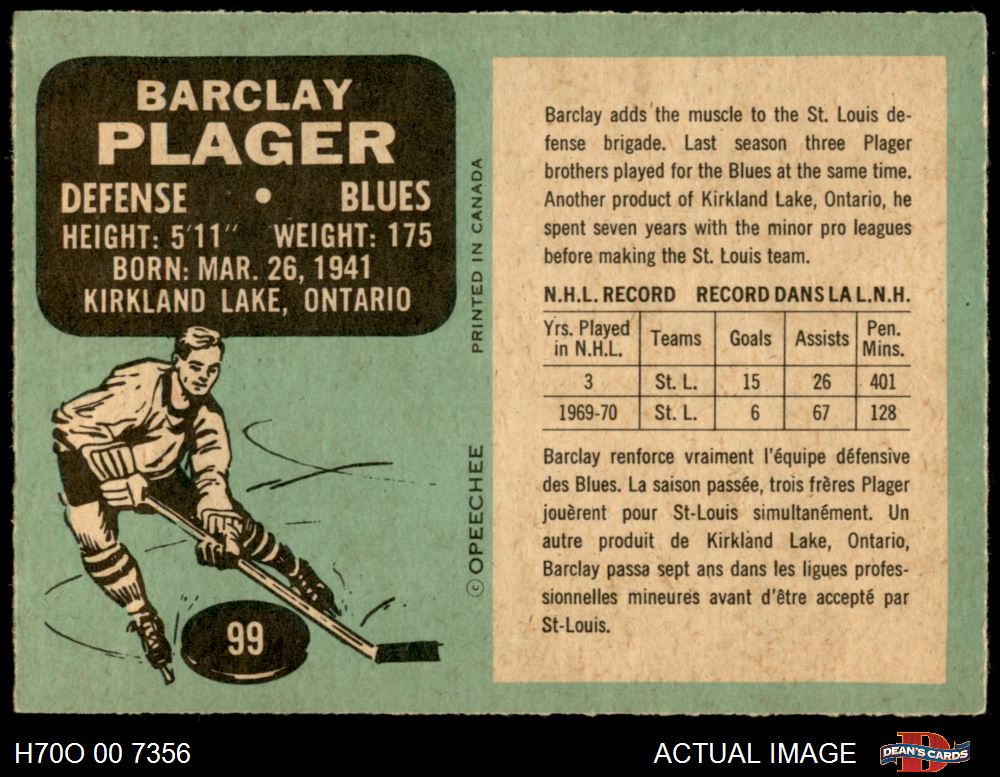 BARCLAY
PLAGER
DEFENSE • BLUES
HEIGHT: 5'11" WEIGHT: 175
BORN: MAR. 26, 1941
KIRKLAND LAKE, ONTARIO
99
PRINTED IN CANADA
© OPEECHEE
Barclay adds the muscle to the St. Louis de-
fense brigade. Last season three Plager
brothers played for the Blues at the same time.
Another product of Kirkland Lake, Ontario, he
spent seven years with the minor pro leagues
before making the St. Louis team.
N.H.L. RECORD RECORD DANS LA L.N.H.
Yrs. Played in N.H.L. Teams Goals Assists Pen. Mins.
3 St. L. 15 26 401
1969-70 St. L. 6 67 128
Barclay renforce vraiment l'équipe défensive
des Blues. La saison passée, trois frères Plager
jouèrent pour St-Louis simultanément. Un
autre produit de Kirkland Lake, Ontario,
Barclay passa sept ans dans les ligues profes-
sionnelles mineures avant d'être accepté par
St-Louis.
H70O 00 7356
ACTUAL IMAGE
DEAN'S CARDS